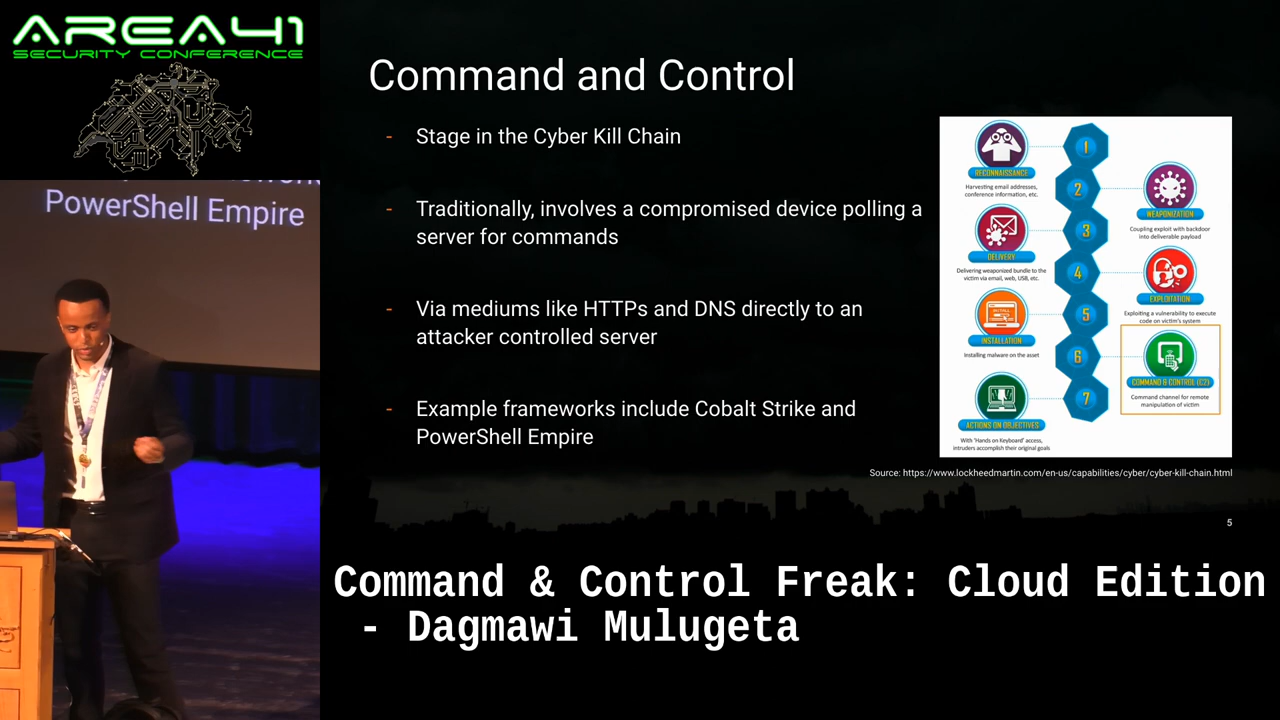 AREA41
SECURITY CONFERENCE
PowerShell Empire
Command and Control
- Stage in the Cyber Kill Chain
- Traditionally, involves a compromised device polling a
server for commands
- Via mediums like HTTPs and DNS directly to an
attacker controlled server
- Example frameworks include Cobalt Strike and
PowerShell Empire
1
RECONNAISSANCE
Harvesting email addresses,
conference information, etc.
2
WEAPONIZATION
Coupling exploit with backdoor
into deliverable payload
3
DELIVERY
Delivering weaponized bundle to the
victim via email, web, USB, etc.
4
EXPLOITATION
Exploiting a vulnerability to execute
code on victim's system
5
INSTALL
INSTALLATION
Installing malware on the asset
6
COMMAND & CONTROL (C2)
Command channel for remote
manipulation of victim
7
ACTIONS ON OBJECTIVES
With 'Hands on Keyboard' access,
intruders accomplish their original goals
Source: https://www.lockheedmartin.com/en-us/capabilities/cyber/cyber-kill-chain.html
5
Command & Control Freak: Cloud Edition
- Dagmawi Mulugeta